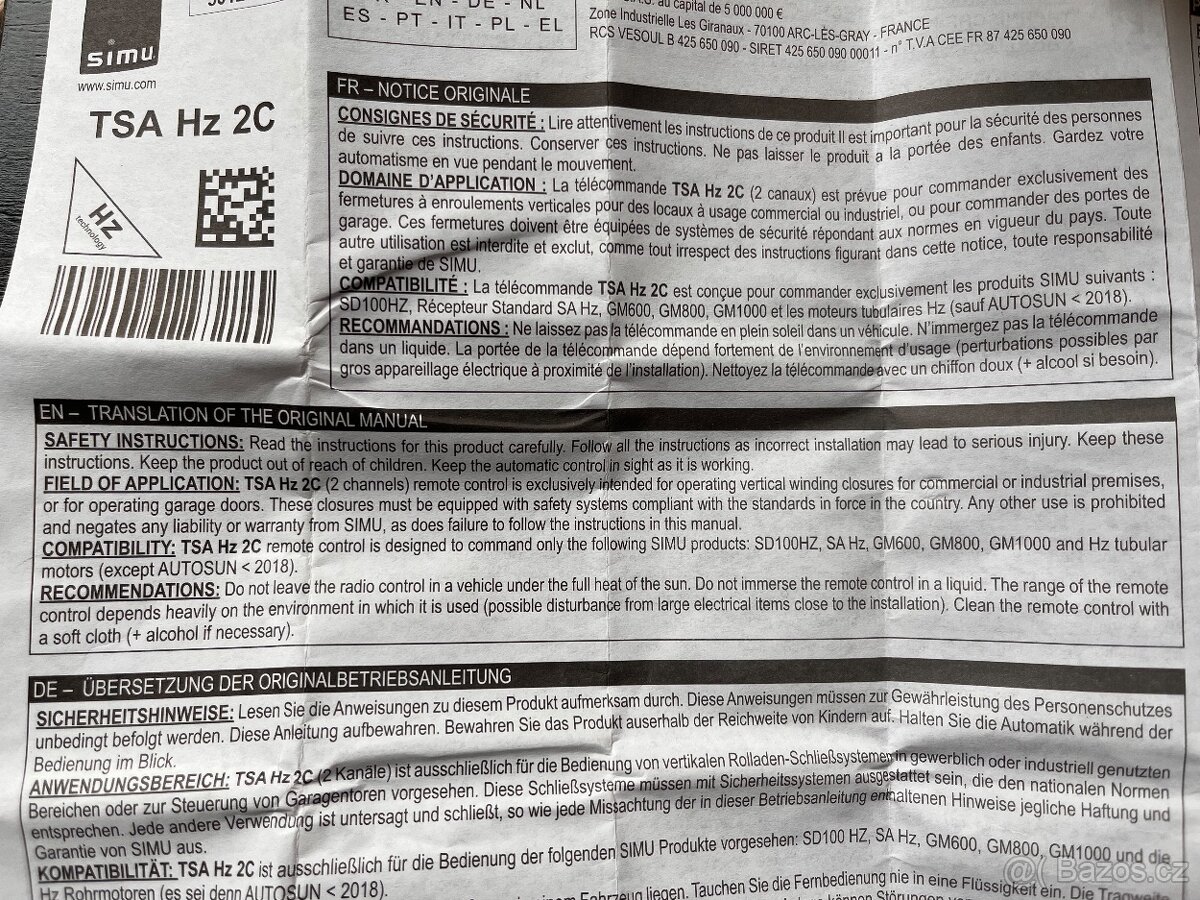 simu
www.simu.com
TSA Hz 2C
Hz
technology
EN - DE - NL
ES - PT - IT - PL - EL
au capital de 5 000 000 €
Zone Industrielle Les Giranaux - 70100 ARC-LÈS-GRAY - FRANCE
RCS VESOUL B 425 650 090 - SIRET 425 650 090 00011 - n° T.V.A CEE FR 87 425 650 090
FR – NOTICE ORIGINALE
CONSIGNES DE SÉCURITÉ : Lire attentivement les instructions de ce produit Il est important pour la sécurité des personnes
de suivre ces instructions. Conserver ces instructions. Ne pas laisser le produit a la portée des enfants. Gardez votre
automatisme en vue pendant le mouvement.
DOMAINE D'APPLICATION : La télécommande TSA Hz 2C (2 canaux) est prévue pour commander exclusivement des
fermetures à enroulements verticales pour des locaux à usage commercial ou industriel, ou pour commander des portes de
garage. Ces fermetures doivent être équipées de systèmes de sécurité répondant aux normes en vigueur du pays. Toute
autre utilisation est interdite et exclut, comme tout irrespect des instructions figurant dans cette notice, toute responsabilité
et garantie de SIMU.
COMPATIBILITÉ : La télécommande TSA Hz 2C est conçue pour commander exclusivement les produits SIMU suivants :
SD100HZ, Récepteur Standard SA Hz, GM600, GM800, GM1000 et les moteurs tubulaires Hz (sauf AUTOSUN < 2018).
RECOMMANDATIONS : Ne laissez pas la télécommande en plein soleil dans un véhicule. N'immergez pas la télécommande
dans un liquide. La portée de la télécommande dépend fortement de l'environnement d'usage (perturbations possibles par
gros appareillage électrique à proximité de l'installation). Nettoyez la télécommande avec un chiffon doux (+ alcool si besoin).
EN – TRANSLATION OF THE ORIGINAL MANUAL
SAFETY INSTRUCTIONS: Read the instructions for this product carefully. Follow all the instructions as incorrect installation may lead to serious injury. Keep these
instructions. Keep the product out of reach of children. Keep the automatic control in sight as it is working.
FIELD OF APPLICATION: TSA Hz 2C (2 channels) remote control is exclusively intended for operating vertical winding closures for commercial or industrial premises,
or for operating garage doors. These closures must be equipped with safety systems compliant with the standards in force in the country. Any other use is prohibited
and negates any liability or warranty from SIMU, as does failure to follow the instructions in this manual.
COMPATIBILITY: TSA Hz 2C remote control is designed to command only the following SIMU products: SD100HZ, SA Hz, GM600, GM800, GM1000 and Hz tubular
motors (except AUTOSUN < 2018).
RECOMMENDATIONS: Do not leave the radio control in a vehicle under the full heat of the sun. Do not immerse the remote control in a liquid. The range of the remote
control depends heavily on the environment in which it is used (possible disturbance from large electrical items close to the installation). Clean the remote control with
a soft cloth (+ alcohol if necessary).
DE – ÜBERSETZUNG DER ORIGINALBETRIEBSANLEITUNG
SICHERHEITSHINWEISE: Lesen Sie die Anweisungen zu diesem Produkt aufmerksam durch. Diese Anweisungen müssen zur Gewährleistung des Personenschutzes
unbedingt befolgt werden. Diese Anleitung aufbewahren. Bewahren Sie das Produkt auserhalb der Reichweite von Kindern auf. Halten Sie die Automatik während der
Bedienung im Blick.
ANWENDUNGSBEREICH: TSA Hz 2C (2 Kanäle) ist ausschließlich für die Bedienung von vertikalen Rolladen-Schließsystemen in gewerblich oder industriell genutzten
Bereichen oder zur Steuerung von Garagentoren vorgesehen. Diese Schließsysteme müssen mit Sicherheitssystemen ausgestattet sein, die den nationalen Normen
entsprechen. Jede andere Verwendung ist untersagt und schließt, so wie jede Missachtung der in dieser Betriebsanleitung enthaltenen Hinweise jegliche Haftung und
Garantie von SIMU aus.
KOMPATIBILITÄT: TSA Hz 2C ist ausschließlich für die Bedienung der folgenden SIMU Produkte vorgesehen: SD100 HZ, SA Hz, GM600, GM800, GM1000 und die
Hz Rohrmotoren (es sei denn AUTOSUN < 2018).
Fahrzeug liegen. Tauchen Sie die Fernbedienung nie in eine Flüssigkeit ein. Die
@ Bazos.cz